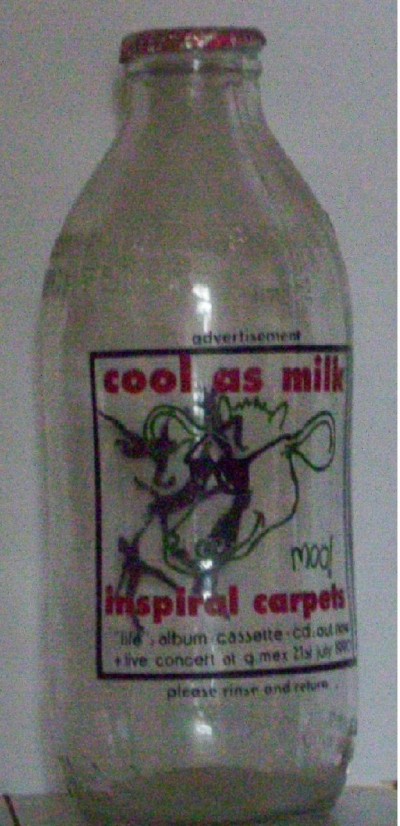 advertisement
cool as milk
moo!
inspiral carpets
"life". album·cassette·cd.out now
+ live concert at g.mex 21st july 1990
please rinse and return.